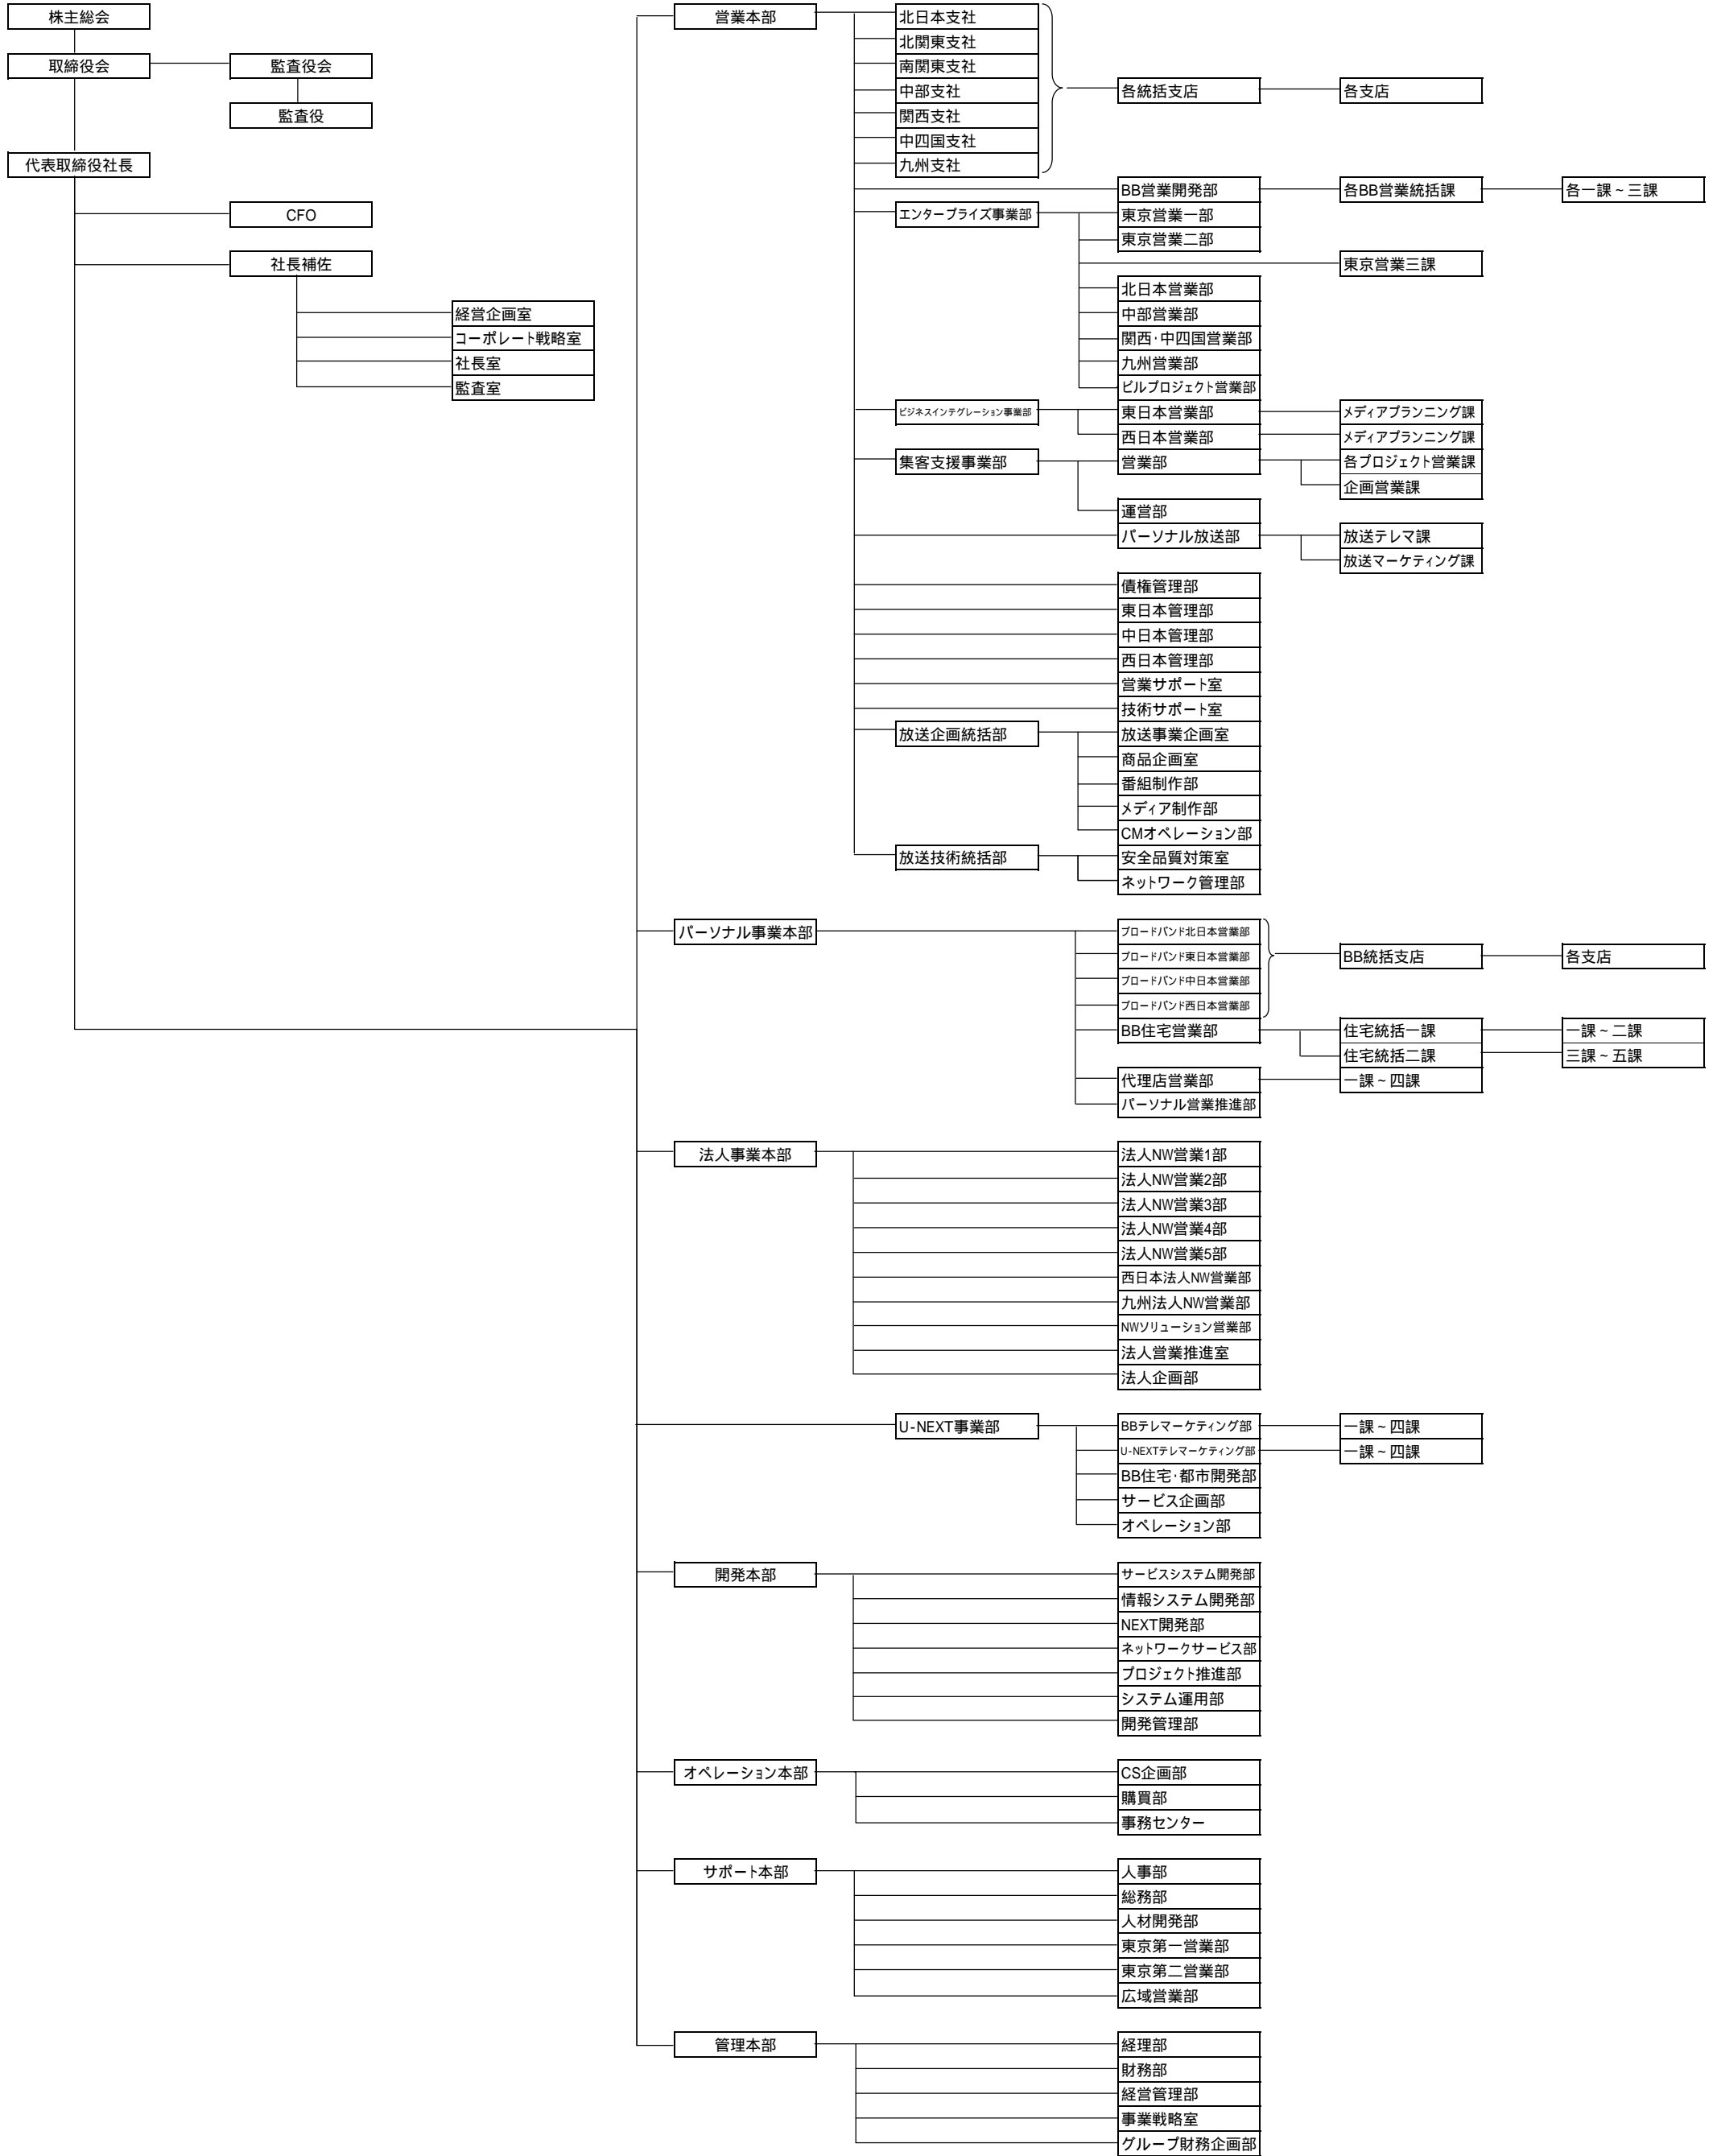 株主総会
取締役会
監査役会
監査役
代表取締役社長
CFO
社長補佐
経営企画室
コーポレート戦略室
社長室
監査室
営業本部
北日本支社
北関東支社
南関東支社
中部支社
関西支社
中四国支社
九州支社
各統括支店
各支店
BB営業開発部
各BB営業統括課
各一課~三課
エンタープライズ事業部
東京営業一部
東京営業二部
東京営業三課
北日本営業部
中部営業部
関西・中四国営業部
九州営業部
ビルプロジェクト営業部
ビジネスインテグレーション事業部
東日本営業部
メディアプランニング課
西日本営業部
メディアプランニング課
集客支援事業部
営業部
各プロジェクト営業課
企画営業課
運営部
パーソナル放送部
放送テレマ課
放送マーケティング課
債権管理部
東日本管理部
中日本管理部
西日本管理部
営業サポート室
技術サポート室
放送企画統括部
放送事業企画室
商品企画室
番組制作部
メディア制作部
CMオペレーション部
放送技術統括部
安全品質対策室
ネットワーク管理部
パーソナル事業本部
ブロードバンド北日本営業部
ブロードバンド東日本営業部
ブロードバンド中日本営業部
ブロードバンド西日本営業部
BB統括支店
各支店
BB住宅営業部
住宅統括一課
一課~二課
住宅統括二課
三課~五課
代理店営業部
一課~四課
パーソナル営業推進部
法人事業本部
法人NW営業1部
法人NW営業2部
法人NW営業3部
法人NW営業4部
法人NW営業5部
西日本法人NW営業部
九州法人NW営業部
NWソリューション営業部
法人営業推進室
法人企画部
U-NEXT事業部
BBテレマーケティング部
一課~四課
U-NEXTテレマーケティング部
一課~四課
BB住宅・都市開発部
サービス企画部
オペレーション部
開発本部
サービスシステム開発部
情報システム開発部
NEXT開発部
ネットワークサービス部
プロジェクト推進部
システム運用部
開発管理部
オペレーション本部
CS企画部
購買部
事務センター
サポート本部
人事部
総務部
人材開発部
東京第一営業部
東京第二営業部
広域営業部
管理本部
経理部
財務部
経営管理部
事業戦略室
グループ財務企画部